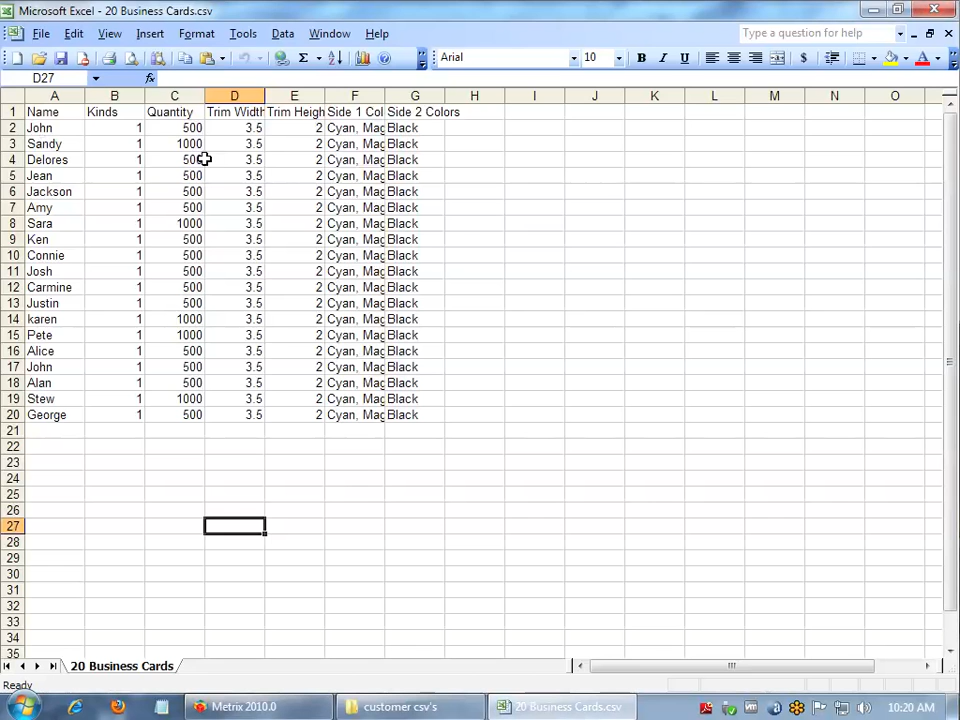 Microsoft Excel - 20 Business Cards.csv
File Edit View Insert Format Tools Data Window Help
Type a question for help
Arial 10 B I U $ A
D27 fx
A B C D E F G H I J K L M N O
1 Name Kinds Quantity Trim Width Trim Heigh Side 1 Col Side 2 Colors
2 John 1 500 3.5 2 Cyan, Mag Black
3 Sandy 1 1000 3.5 2 Cyan, Mag Black
4 Delores 1 500 3.5 2 Cyan, Mag Black
5 Jean 1 500 3.5 2 Cyan, Mag Black
6 Jackson 1 500 3.5 2 Cyan, Mag Black
7 Amy 1 500 3.5 2 Cyan, Mag Black
8 Sara 1 1000 3.5 2 Cyan, Mag Black
9 Ken 1 500 3.5 2 Cyan, Mag Black
10 Connie 1 500 3.5 2 Cyan, Mag Black
11 Josh 1 500 3.5 2 Cyan, Mag Black
12 Carmine 1 500 3.5 2 Cyan, Mag Black
13 Justin 1 500 3.5 2 Cyan, Mag Black
14 karen 1 1000 3.5 2 Cyan, Mag Black
15 Pete 1 1000 3.5 2 Cyan, Mag Black
16 Alice 1 500 3.5 2 Cyan, Mag Black
17 John 1 500 3.5 2 Cyan, Mag Black
18 Alan 1 500 3.5 2 Cyan, Mag Black
19 Stew 1 1000 3.5 2 Cyan, Mag Black
20 George 1 500 3.5 2 Cyan, Mag Black
21
22
23
24
25
26
27
28
29
30
31
32
33
34
35
20 Business Cards
Ready
Metrix 2010.0 customer csv's 20 Business Cards.csv 10:20 AM